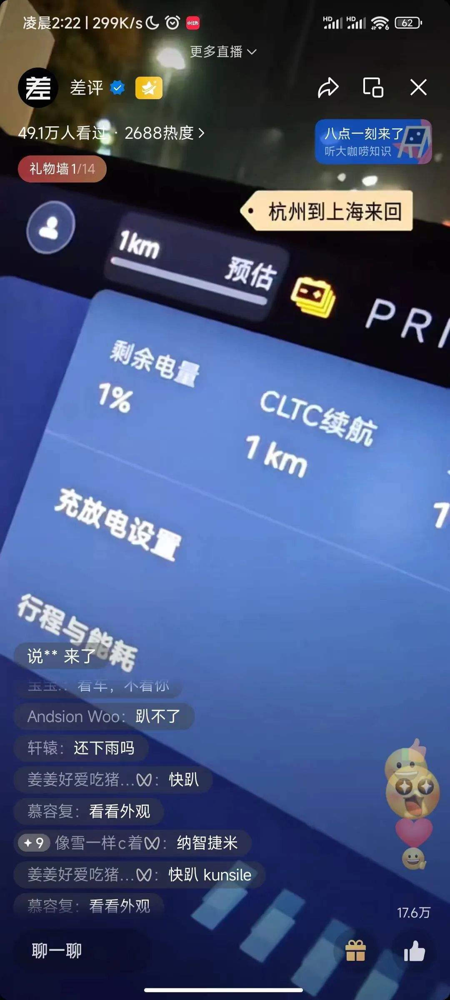 凌晨2:22 | 299K/s 小红书 HD HD 6 62
更多直播
差 差评
49.1万人看过 · 2688热度
八点一刻来了
听大咖唠知识
礼物墙 1/14
杭州到上海来回
1km
预估
PR
剩余电量
1%
CLTC续航
1 km
1
充放电设置
行程与能耗
说** 来了
宝宝..: 看车，不看你
Andsion Woo： 趴不了
轩辕： 还下雨吗
姜姜好爱吃猪...： 快趴
慕容复： 看看外观
9 像雪一样c着： 纳智捷米
姜姜好爱吃猪...： 快趴 kunsile
慕容复： 看看外观
17.6万
聊一聊